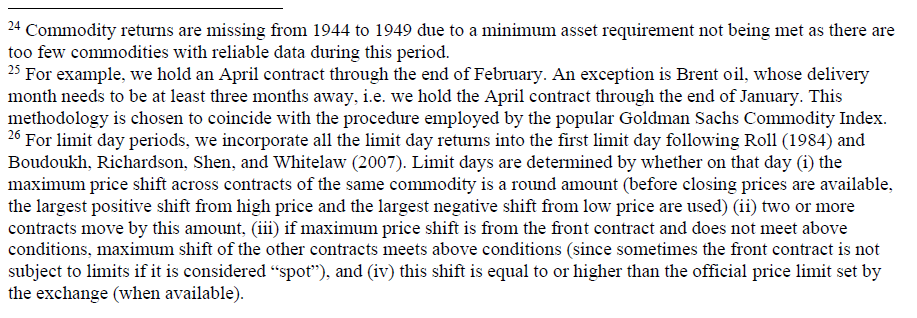 24 Commodity returns are missing from 1944 to 1949 due to a minimum asset requirement not being met as there are
too few commodities with reliable data during this period.
25 For example, we hold an April contract through the end of February. An exception is Brent oil, whose delivery
month needs to be at least three months away, i.e. we hold the April contract through the end of January. This
methodology is chosen to coincide with the procedure employed by the popular Goldman Sachs Commodity Index.
26 For limit day periods, we incorporate all the limit day returns into the first limit day following Roll (1984) and
Boudoukh, Richardson, Shen, and Whitelaw (2007). Limit days are determined by whether on that day (i) the
maximum price shift across contracts of the same commodity is a round amount (before closing prices are available,
the largest positive shift from high price and the largest negative shift from low price are used) (ii) two or more
contracts move by this amount, (iii) if maximum price shift is from the front contract and does not meet above
conditions, maximum shift of the other contracts meets above conditions (since sometimes the front contract is not
subject to limits if it is considered “spot”), and (iv) this shift is equal to or higher than the official price limit set by
the exchange (when available).